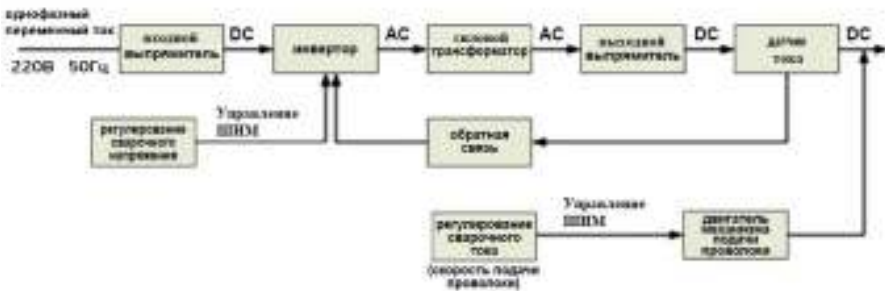 однофазный
переменный ток
220В 50Гц
входной
выпрямитель
DC
инвертор
AC
силовой
трансформатор
AC
выходной
выпрямитель
DC
датчик
тока
DC
регулирование
сварочного
напряжения
Управление
ШИМ
обратная
связь
регулирование
сварочного
тока
(скорость подачи
проволоки)
Управление
ШИМ
двигатель
механизма
подачи
проволоки